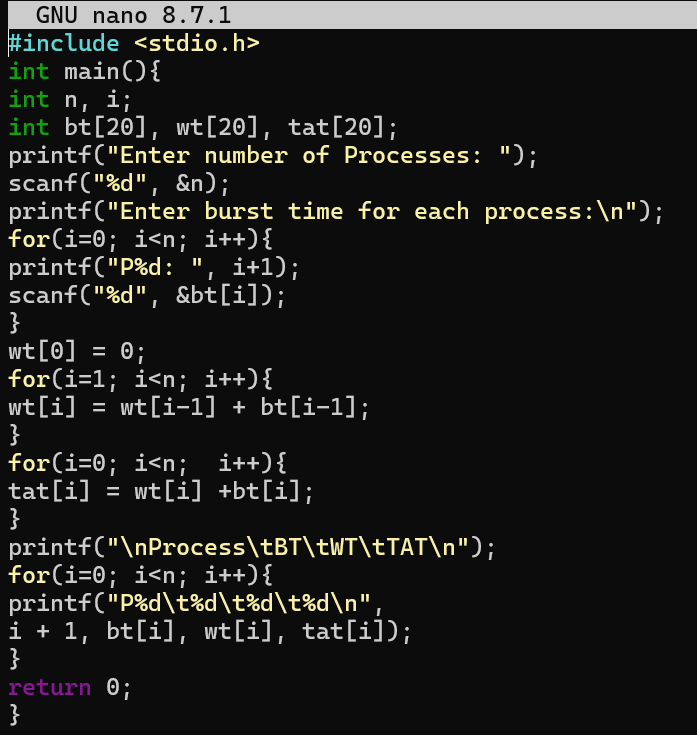 GNU nano 8.7.1
#include <stdio.h>
int main(){
int n, i;
int bt[20], wt[20], tat[20];
printf("Enter number of Processes: ");
scanf("%d", &n);
printf("Enter burst time for each process:\n");
for(i=0; i<n; i++){
printf("P%d: ", i+1);
scanf("%d", &bt[i]);
}
wt[0] = 0;
for(i=1; i<n; i++){
wt[i] = wt[i-1] + bt[i-1];
}
for(i=0; i<n;  i++){
tat[i] = wt[i] +bt[i];
}
printf("\nProcess\tBT\tWT\tTAT\n");
for(i=0; i<n; i++){
printf("P%d\t%d\t%d\t%d\n",
i + 1, bt[i], wt[i], tat[i]);
}
return 0;
}